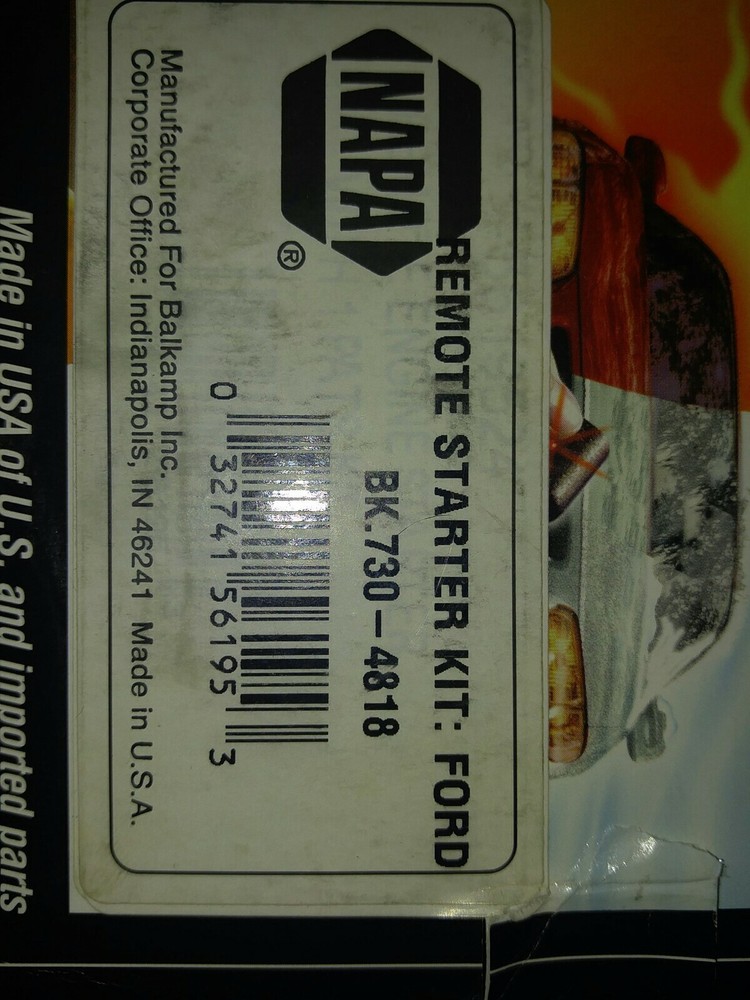 NAPA
®
REMOTE STARTER KIT: FORD
BK.730-4818
0 32741 56195 3
Manufactured For Balkamp Inc.
Corporate Office: Indianapolis, IN 46241 Made in U.S.A.
Made in USA of U.S. and imported parts